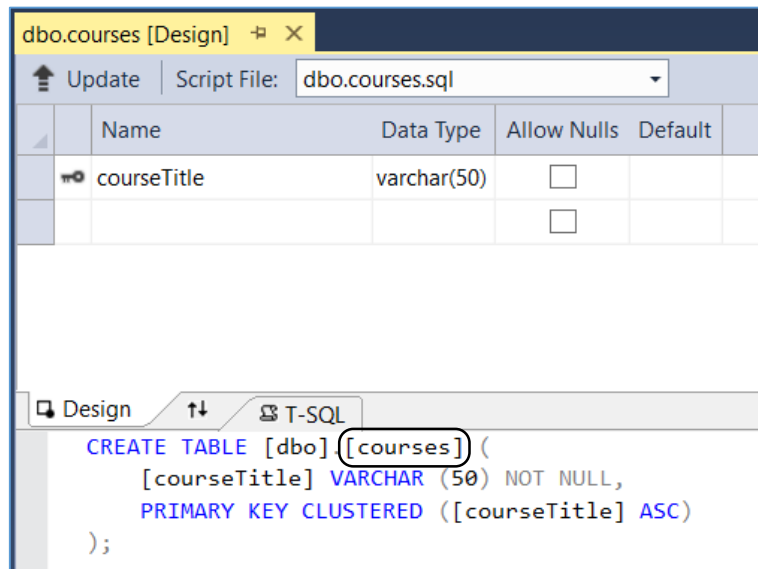 dbo.courses [Design]
Update Script File: dbo.courses.sql
Name Data Type Allow Nulls Default
courseTitle varchar(50)
Design T-SQL
CREATE TABLE [dbo].[courses] (
[courseTitle] VARCHAR (50) NOT NULL,
PRIMARY KEY CLUSTERED ([courseTitle] ASC)
);